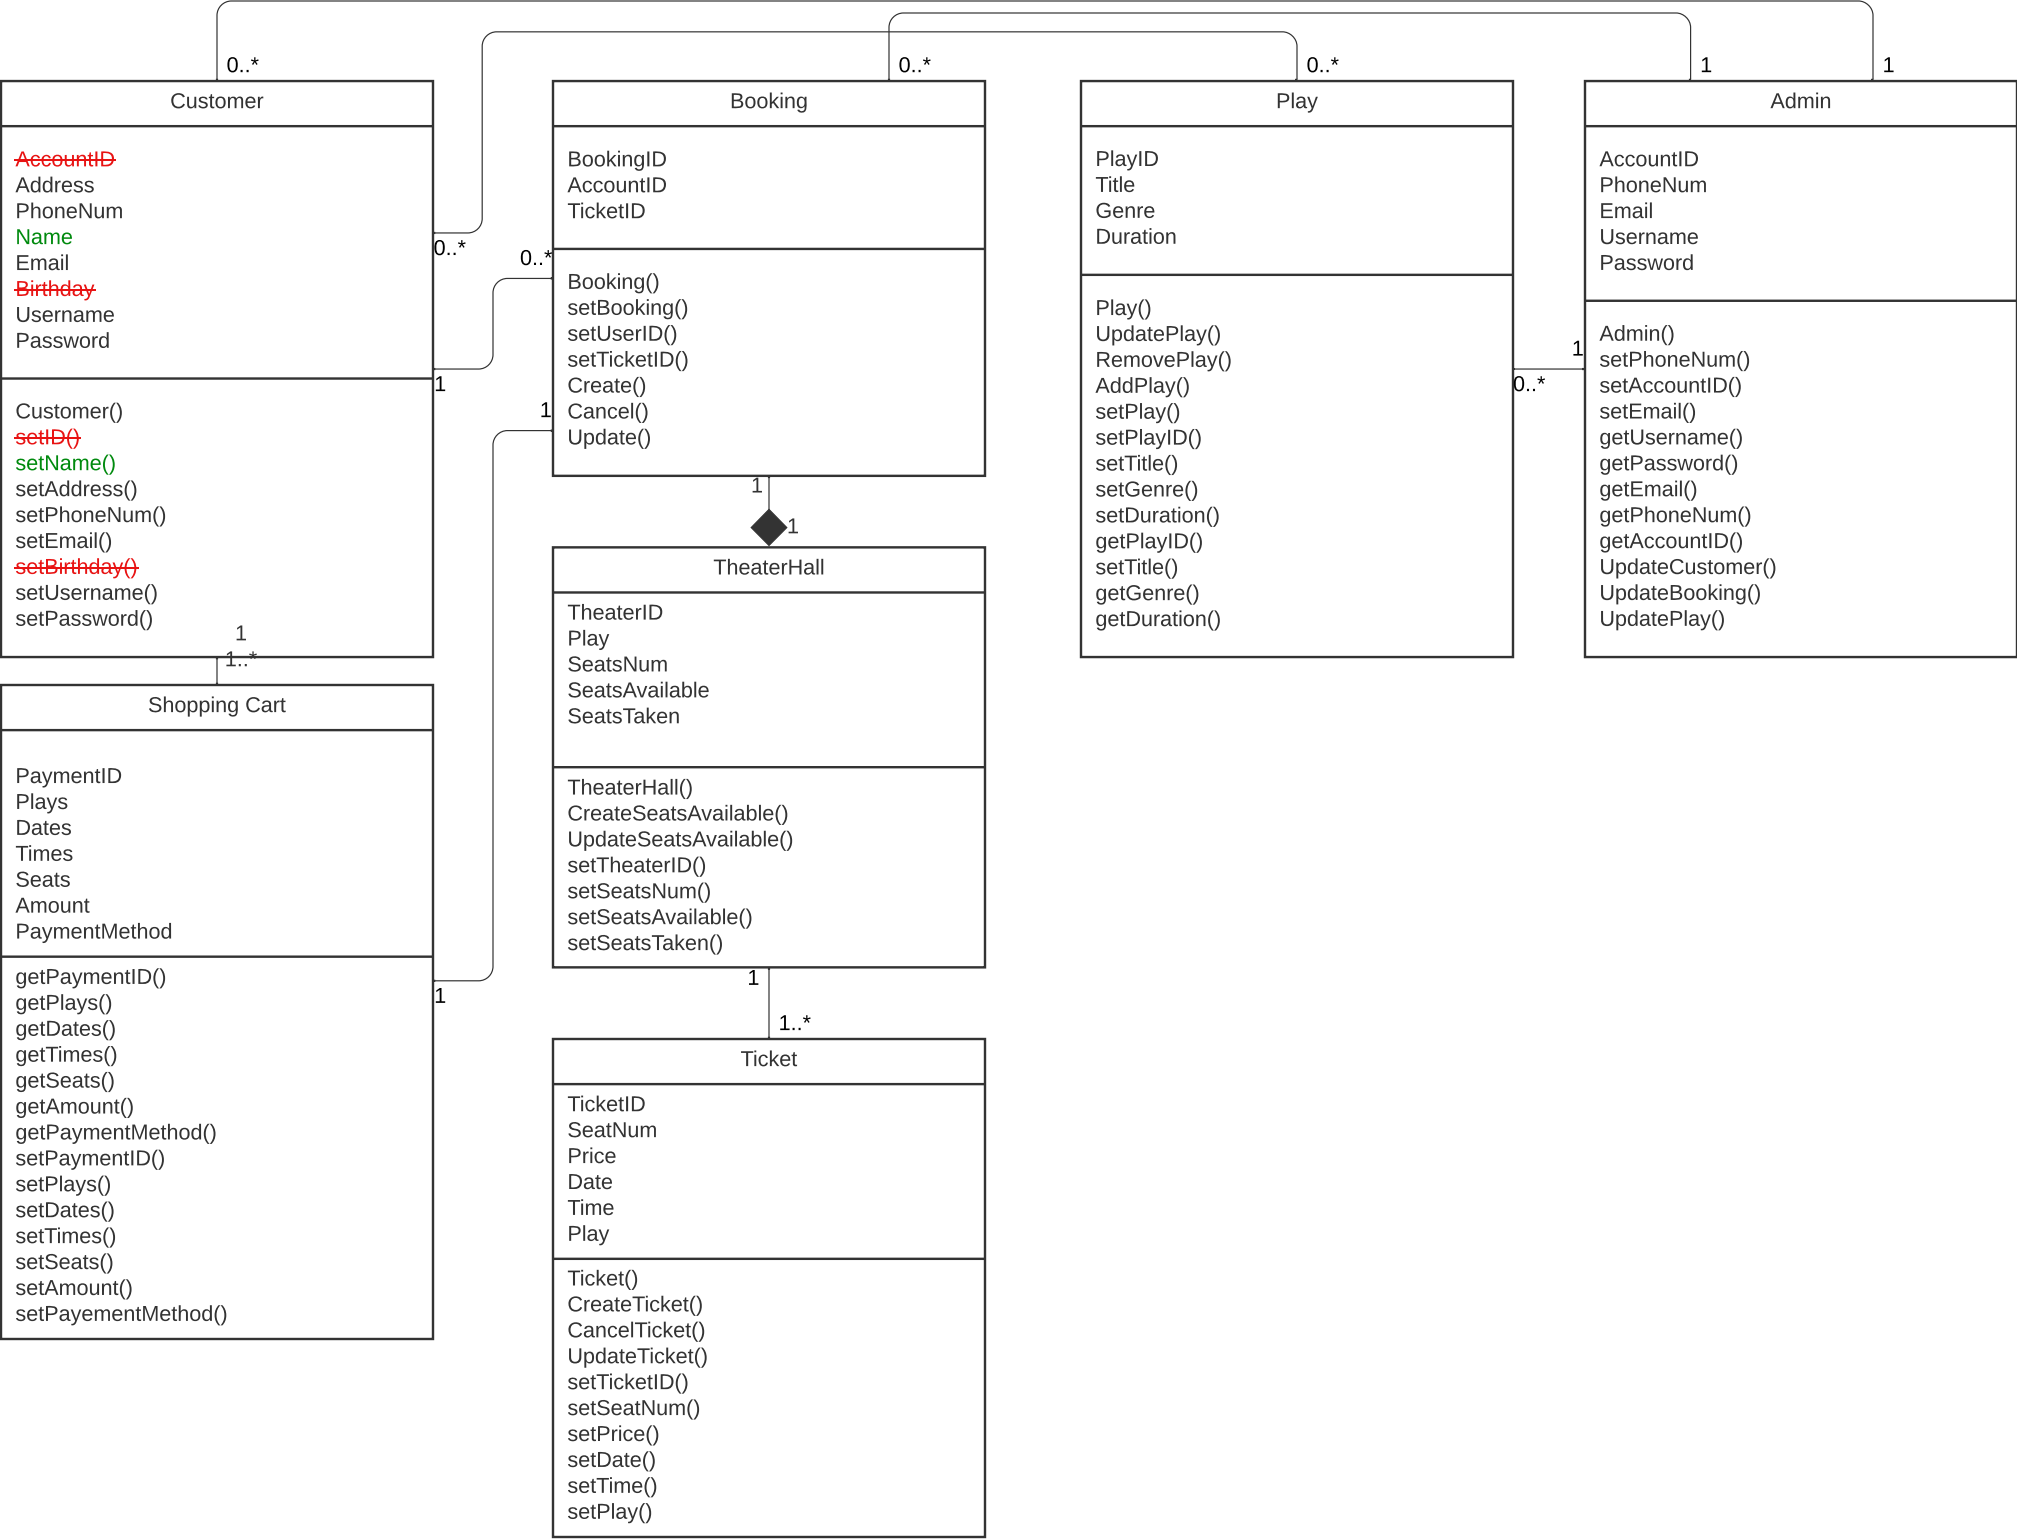 0..*
0..*
0..*
1
1
Customer
AccountID
Address
PhoneNum
Name
Email
Birthday
Username
Password
Customer()
setID()
setName()
setAddress()
setPhoneNum()
setEmail()
setBirthday()
setUsername()
setPassword()
0..*
0..*
1
1
1
1..*
Booking
BookingID
AccountID
TicketID
Booking()
setBooking()
setUserID()
setTicketID()
Create()
Cancel()
Update()
1
1
Play
PlayID
Title
Genre
Duration
Play()
UpdatePlay()
RemovePlay()
AddPlay()
setPlay()
setPlayID()
setTitle()
setGenre()
setDuration()
getPlayID()
setTitle()
getGenre()
getDuration()
1
0..*
Admin
AccountID
PhoneNum
Email
Username
Password
Admin()
setPhoneNum()
setAccountID()
setEmail()
getUsername()
getPassword()
getEmail()
getPhoneNum()
getAccountID()
UpdateCustomer()
UpdateBooking()
UpdatePlay()
Shopping Cart
PaymentID
Plays
Dates
Times
Seats
Amount
PaymentMethod
getPaymentID()
getPlays()
getDates()
getTimes()
getSeats()
getAmount()
getPaymentMethod()
setPaymentID()
setPlays()
setDates()
setTimes()
setSeats()
setAmount()
setPayementMethod()
1
TheaterHall
TheaterID
Play
SeatsNum
SeatsAvailable
SeatsTaken
TheaterHall()
CreateSeatsAvailable()
UpdateSeatsAvailable()
setTheaterID()
setSeatsNum()
setSeatsAvailable()
setSeatsTaken()
1
1..*
Ticket
TicketID
SeatNum
Price
Date
Time
Play
Ticket()
CreateTicket()
CancelTicket()
UpdateTicket()
setTicketID()
setSeatNum()
setPrice()
setDate()
setTime()
setPlay()